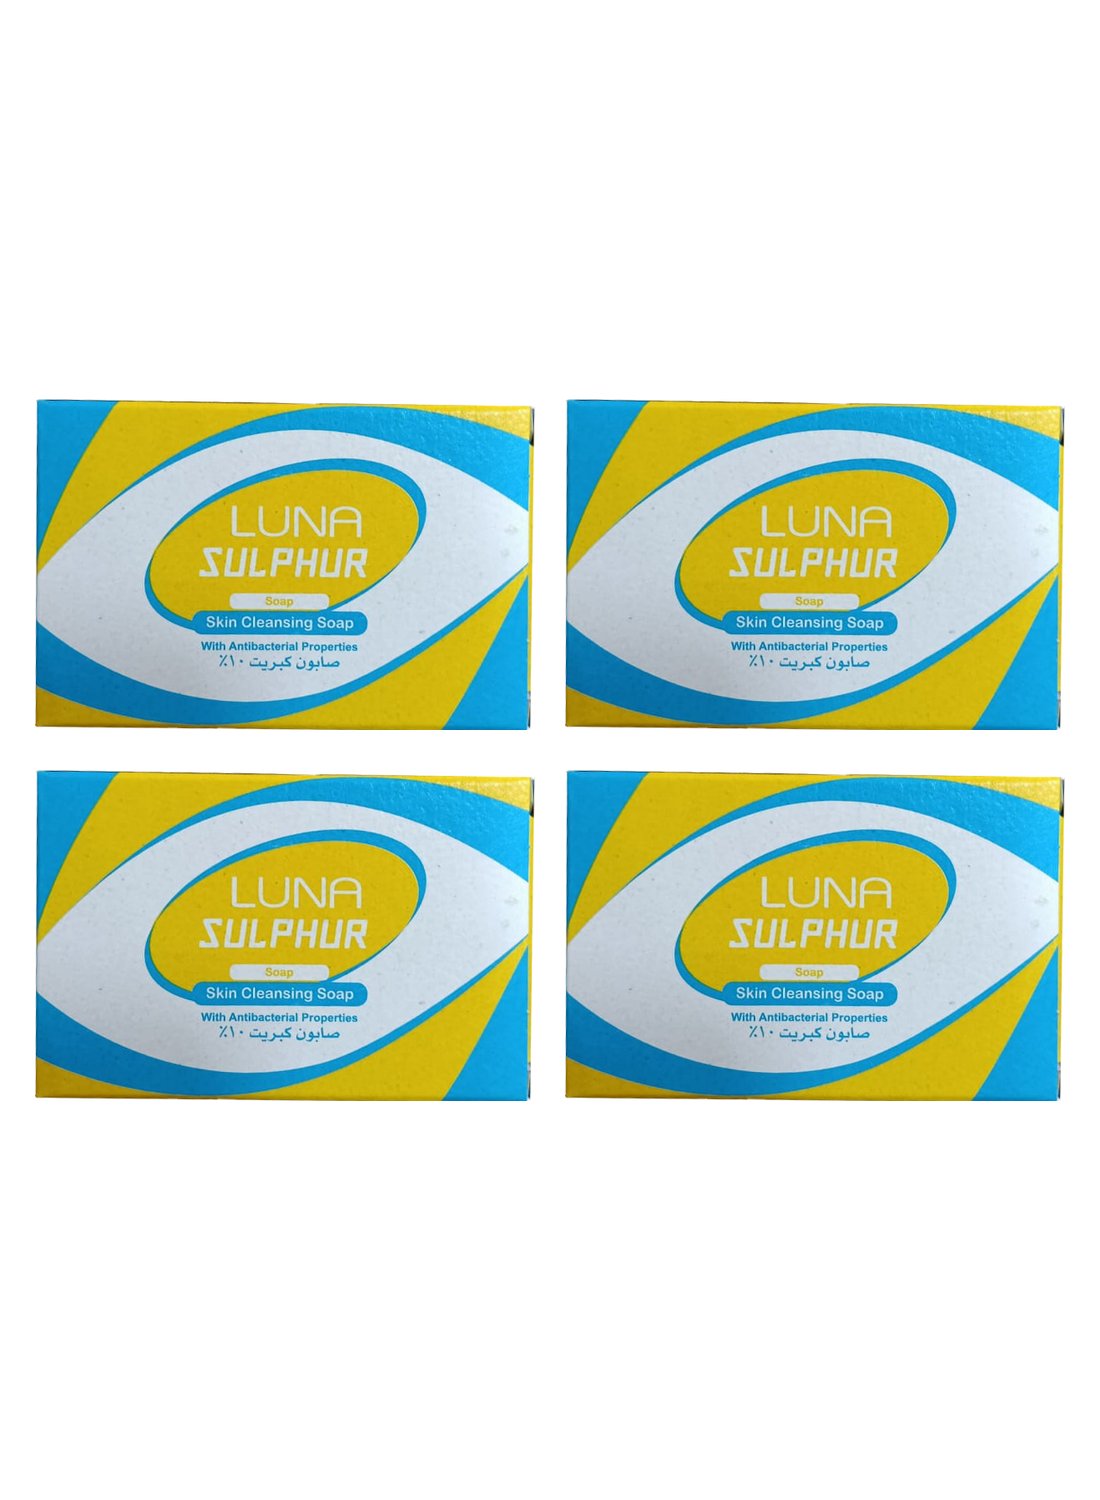 LUNA
SULPHUR
Soap
Skin Cleansing Soap
With Antibacterial Properties
صابون كبريت ١٠٪
LUNA
SULPHUR
Soap
Skin Cleansing Soap
With Antibacterial Properties
صابون كبريت ١٠٪
LUNA
SULPHUR
Soap
Skin Cleansing Soap
With Antibacterial Properties
صابون كبريت ١٠٪
LUNA
SULPHUR
Soap
Skin Cleansing Soap
With Antibacterial Properties
صابون كبريت ١٠٪